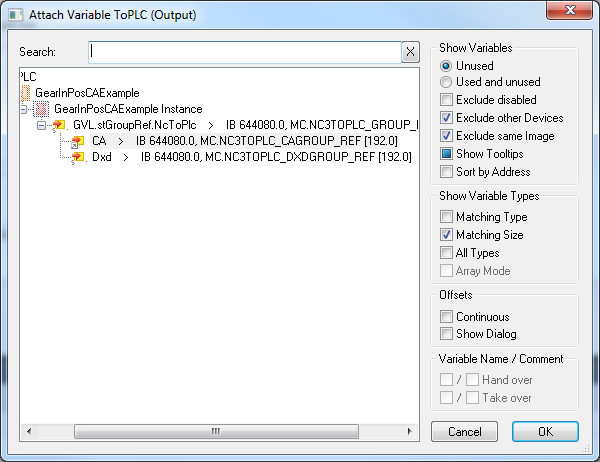 Attach Variable ToPLC (Output)
Search:
X
PLC
GearInPosCAExample
GearInPosCAExample Instance
GVL.stGroupRef.NcToPlc > IB 644080.0, MC.NC3TOPLC_GROUP_
CA > IB 644080.0, MC.NC3TOPLC_CAGROUP_REF [192.0]
Dxd > IB 644080.0, MC.NC3TOPLC_DXDGROUP_REF [192.0]
Show Variables
Unused
Used and unused
Exclude disabled
Exclude other Devices
Exclude same Image
Show Tooltips
Sort by Address
Show Variable Types
Matching Type
Matching Size
All Types
Array Mode
Offsets
Continuous
Show Dialog
Variable Name / Comment
/ Hand over
/ Take over
Cancel
OK